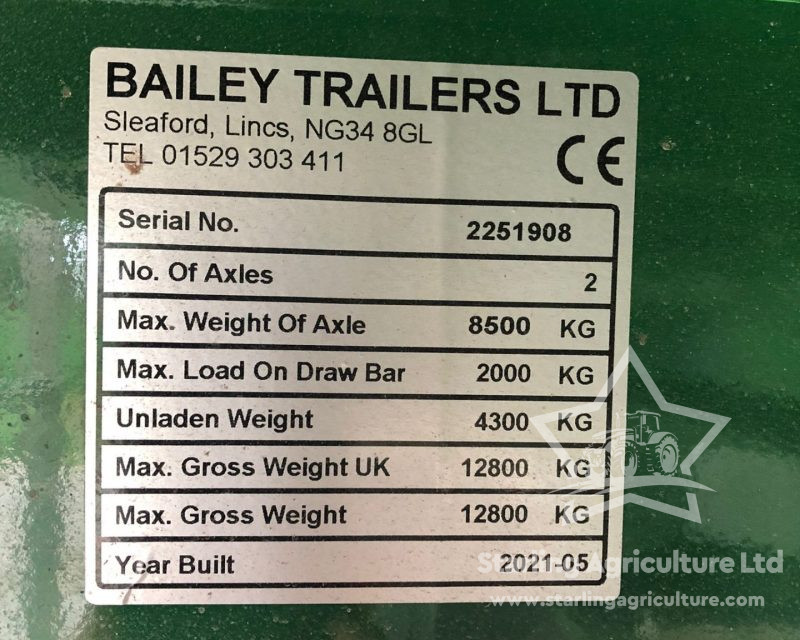 BAILEY TRAILERS LTD
Sleaford, Lincs, NG34 8GL
TEL 01529 303 411
CE
Serial No. 2251908
No. Of Axles 2
Max. Weight Of Axle 8500 KG
Max. Load On Draw Bar 2000 KG
Unladen Weight 4300 KG
Max. Gross Weight UK 12800 KG
Max. Gross Weight 12800 KG
Year Built 2021-05
Starling Agriculture Ltd
www.starlingagriculture.com